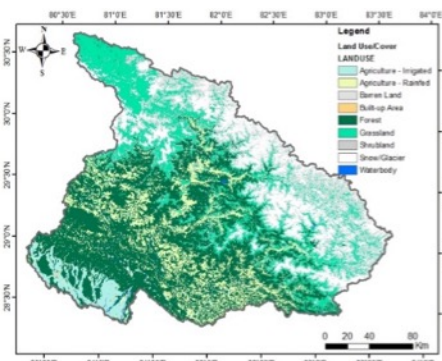 80°30'E 81°0'E 81°30'E 82°0'E 82°30'E 83°0'E 83°30'E 84°0'E
N
W E
S
Legend
Land Use/Cover
LANDUSE
Agriculture - Irrigated
Agriculture - Rainfed
Barren Land
Built-up Area
Forest
Grassland
Shrubland
Snow/Glacier
Waterbody
30°30'N
30°0'N
29°30'N
29°0'N
28°30'N
0 20 40 80
Km